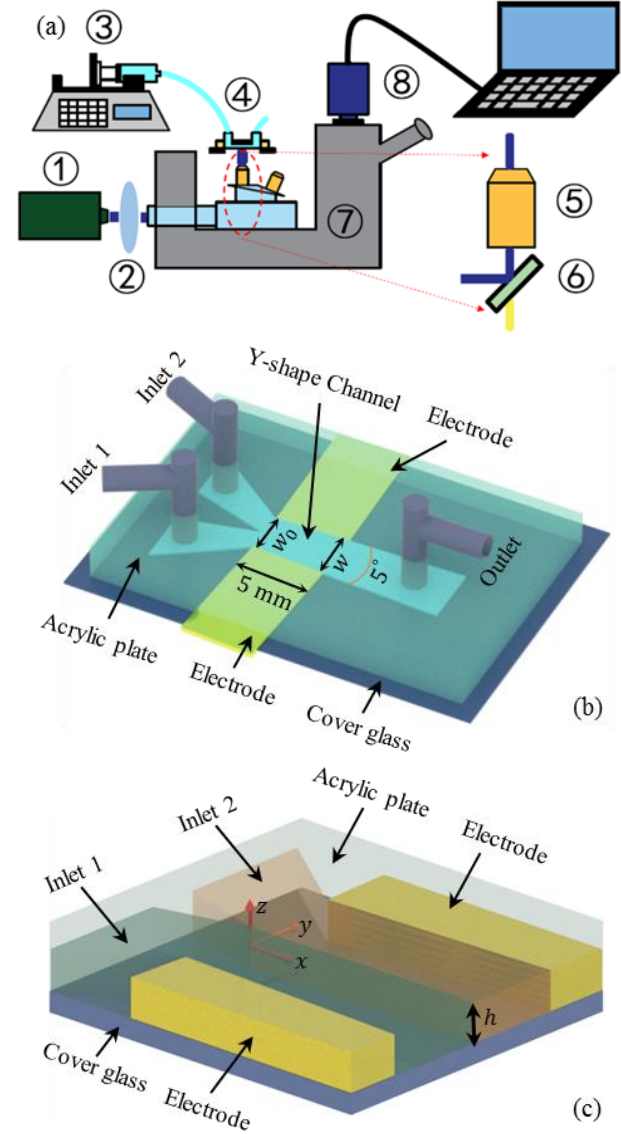 (a)
③
④
⑧
①
⑤
⑦
⑥
②
Y-shape Channel
Inlet 2
Electrode
Inlet 1
w₀
w
5°
5 mm
Outlet
Acrylic plate
Electrode
Cover glass
(b)
Acrylic plate
Inlet 2
Electrode
Inlet 1
z
y
x
h
Cover glass
Electrode
(c)